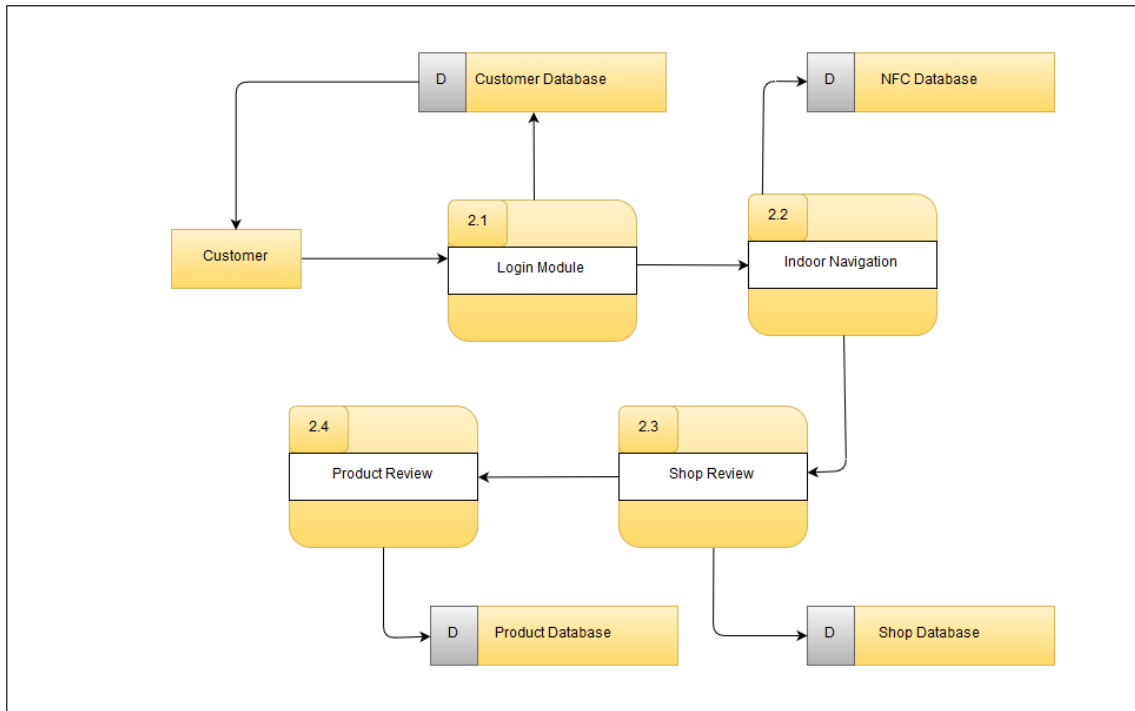 D
Customer Database
D
NFC Database
2.1
2.2
Customer
Login Module
Indoor Navigation
2.4
2.3
Product Review
Shop Review
D
Product Database
D
Shop Database